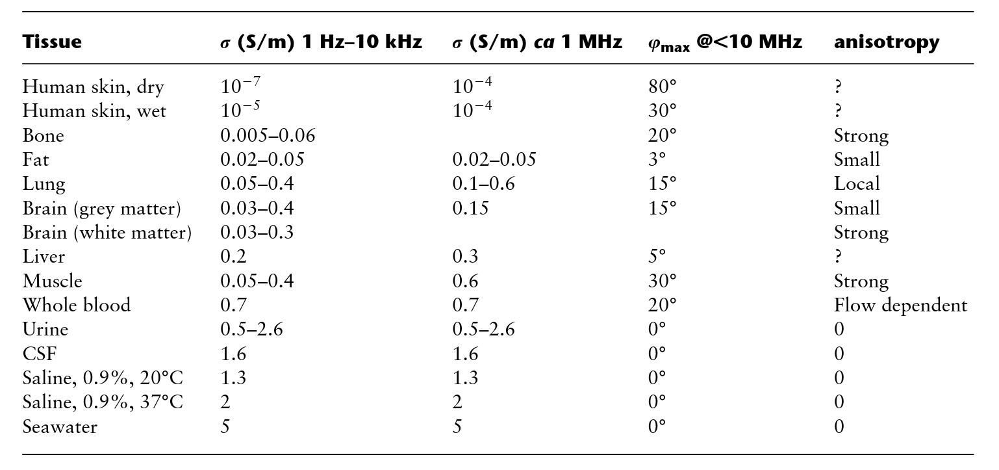 Tissue σ (S/m) 1 Hz–10 kHz σ (S/m) ca 1 MHz φmax @<10 MHz anisotropy
Human skin, dry 10⁻⁷ 10⁻⁴ 80° ?
Human skin, wet 10⁻⁵ 10⁻⁴ 30° ?
Bone 0.005–0.06 20° Strong
Fat 0.02–0.05 0.02–0.05 3° Small
Lung 0.05–0.4 0.1–0.6 15° Local
Brain (grey matter) 0.03–0.4 0.15 15° Small
Brain (white matter) 0.03–0.3 Strong
Liver 0.2 0.3 5° ?
Muscle 0.05–0.4 0.6 30° Strong
Whole blood 0.7 0.7 20° Flow dependent
Urine 0.5–2.6 0.5–2.6 0° 0
CSF 1.6 1.6 0° 0
Saline, 0.9%, 20°C 1.3 1.3 0° 0
Saline, 0.9%, 37°C 2 2 0° 0
Seawater 5 5 0° 0